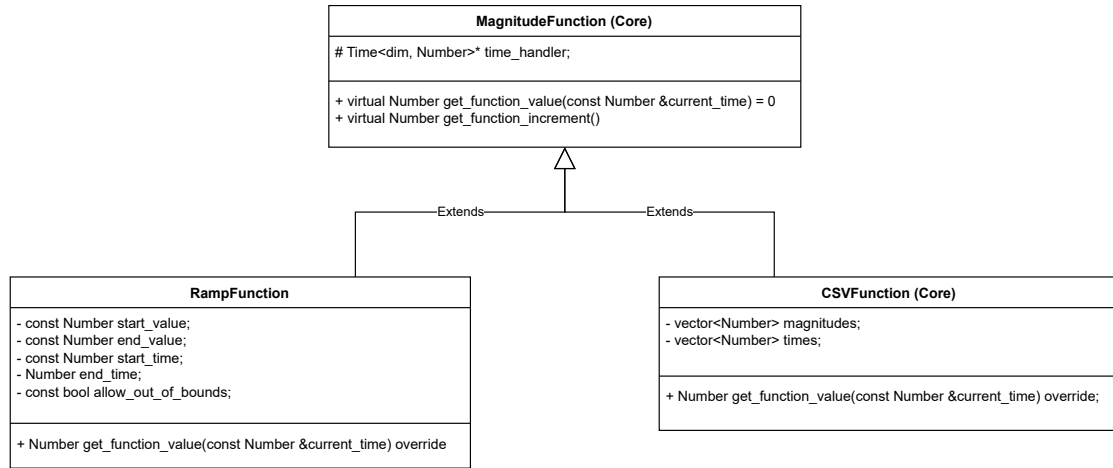 MagnitudeFunction (Core)
# Time<dim, Number>* time_handler;
+ virtual Number get_function_value(const Number &current_time) = 0
+ virtual Number get_function_increment()
Extends
Extends
RampFunction
- const Number start_value;
- const Number end_value;
- const Number start_time;
- Number end_time;
- const bool allow_out_of_bounds;
+ Number get_function_value(const Number &current_time) override
CSVFunction (Core)
- vector<Number> magnitudes;
- vector<Number> times;
+ Number get_function_value(const Number &current_time) override;